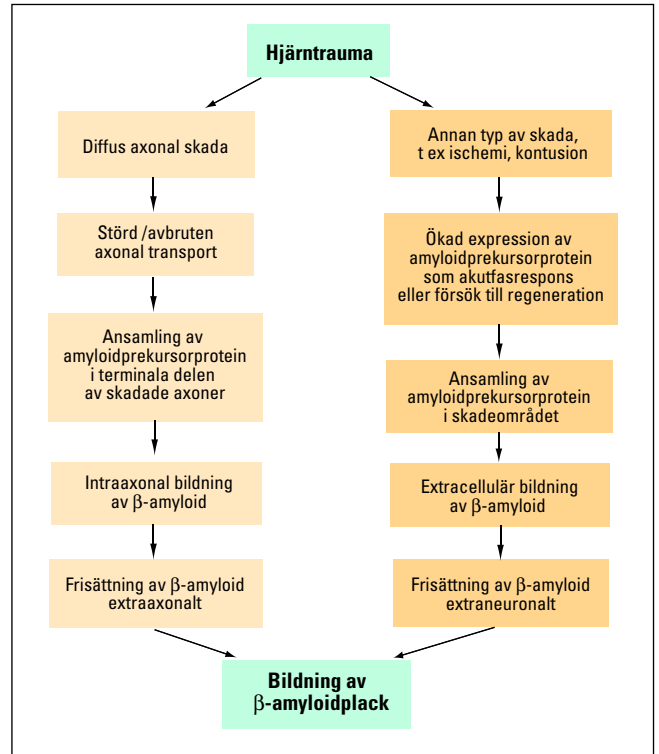 Hjärntrauma
Diffus axonal skada
Störd /avbruten
axonal transport
Ansamling av
amyloidprekursorprotein
i terminala delen
av skadade axoner
Intraaxonal bildning
av β-amyloid
Frisättning av β-amyloid
extraaxonalt
Annan typ av skada,
t ex ischemi, kontusion
Ökad expression av
amyloidprekursorprotein
som akutfasrespons
eller försök till regeneration
Ansamling av
amyloidprekursorprotein
i skadeområdet
Extracellulär bildning
av β-amyloid
Frisättning av β-amyloid
extraneuronalt
Bildning av
β-amyloidplack